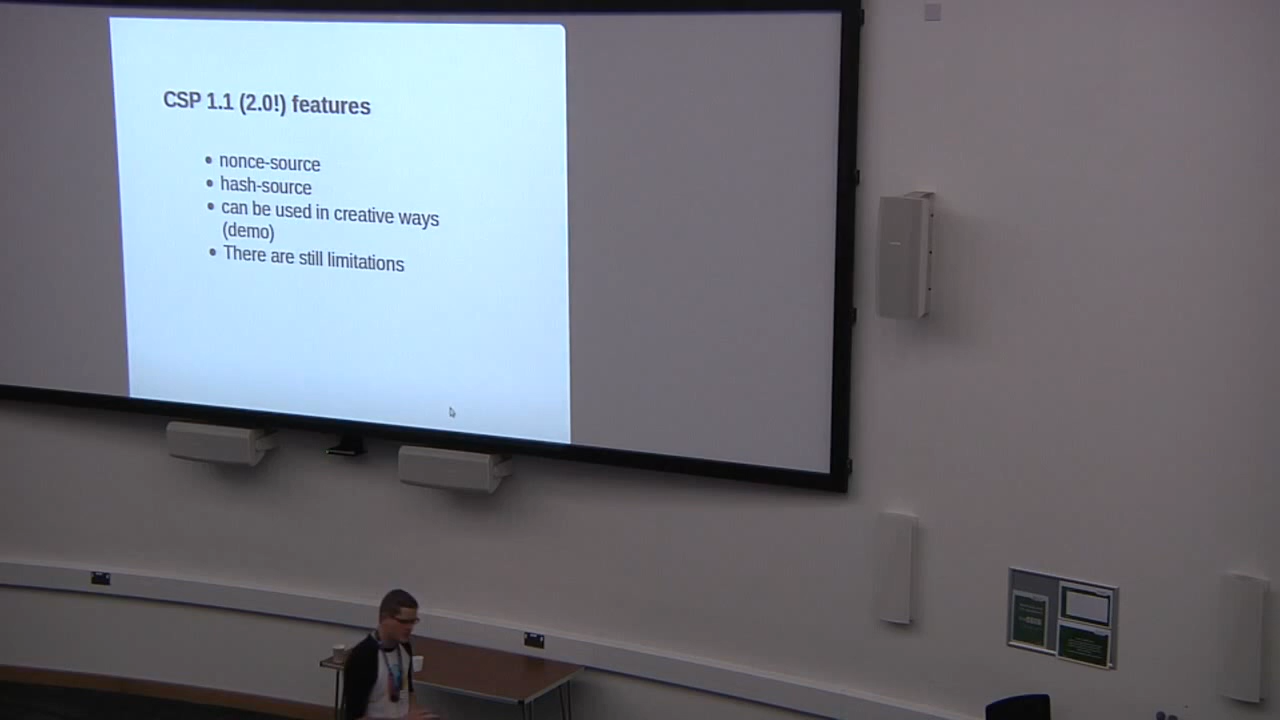 CSP 1.1 (2.0!) features
• nonce-source
• hash-source
• can be used in creative ways
(demo)
• There are still limitations